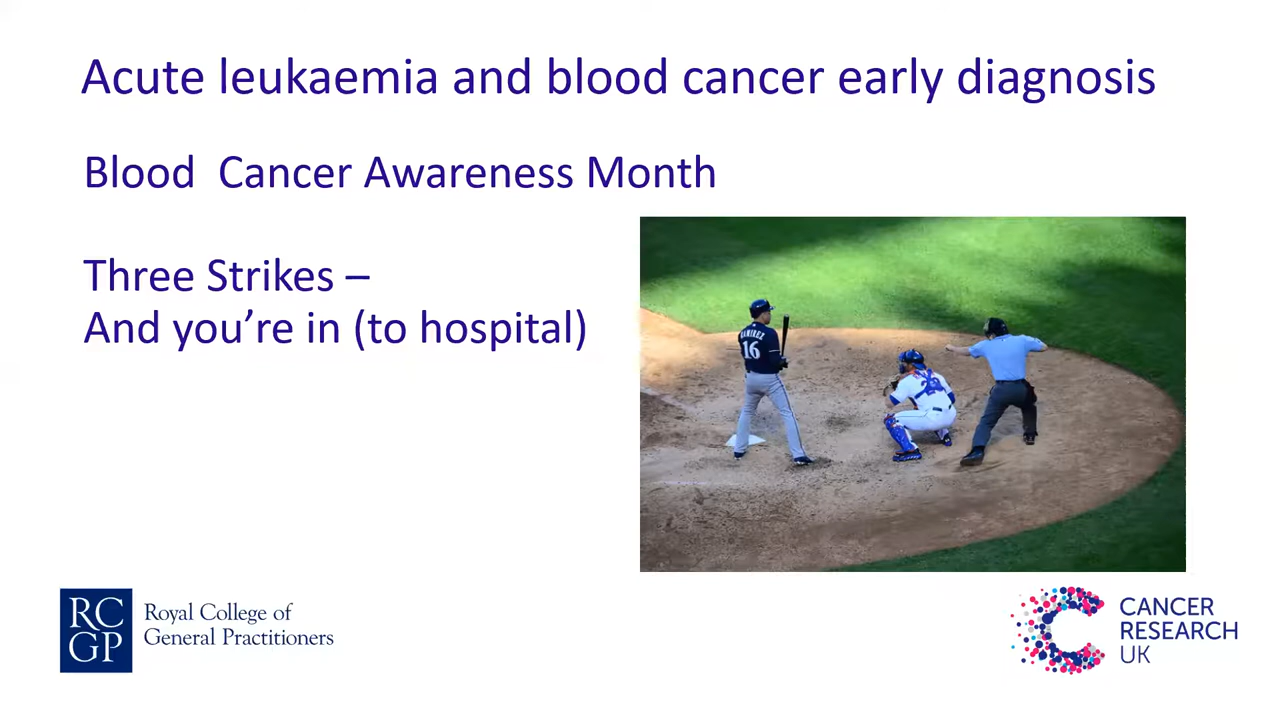 Acute leukaemia and blood cancer early diagnosis
Blood  Cancer Awareness Month
Three Strikes –
And you're in (to hospital)
RAMIREZ
16
RC
GP
Royal College of
General Practitioners
CANCER
RESEARCH
UK